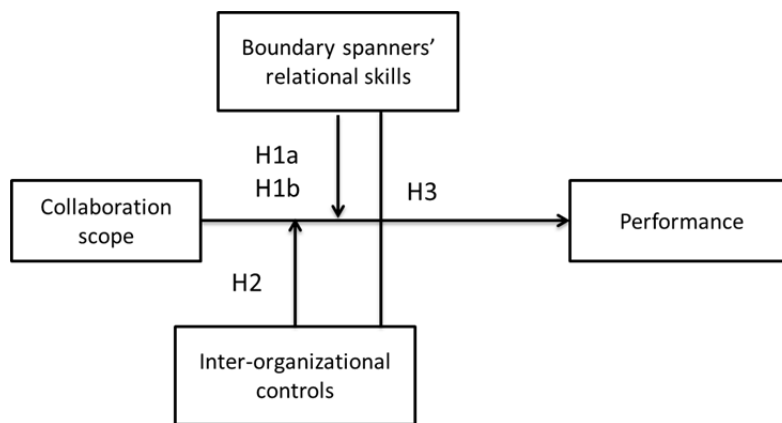 Boundary spanners’
relational skills
H1a
H1b
H3
Collaboration
scope
Performance
H2
Inter-organizational
controls